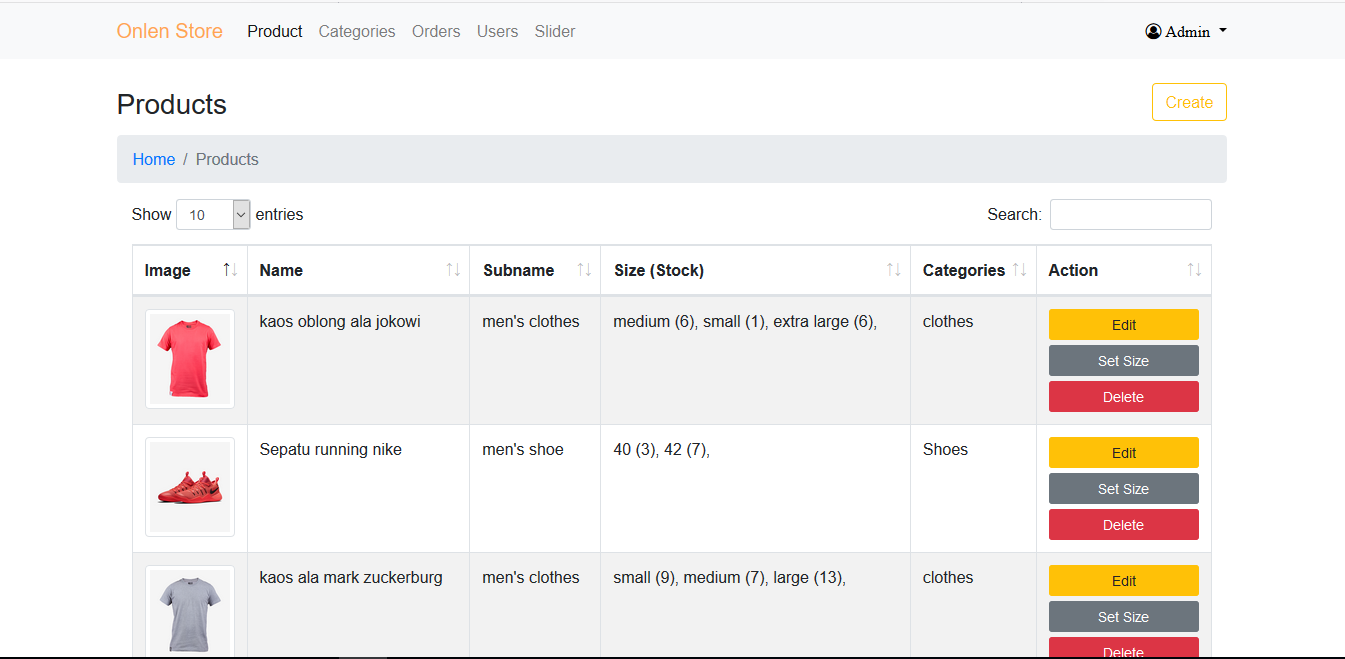 Onlen Store Product Categories Orders Users Slider Admin
Products Create
Home / Products
Show 10 entries Search:
Image Name Subname Size (Stock) Categories Action
kaos oblong ala jokowi men's clothes medium (6), small (1), extra large (6), clothes Edit
Set Size
Delete
Sepatu running nike men's shoe 40 (3), 42 (7), Shoes Edit
Set Size
Delete
kaos ala mark zuckerburg men's clothes small (9), medium (7), large (13), clothes Edit
Set Size
Delete